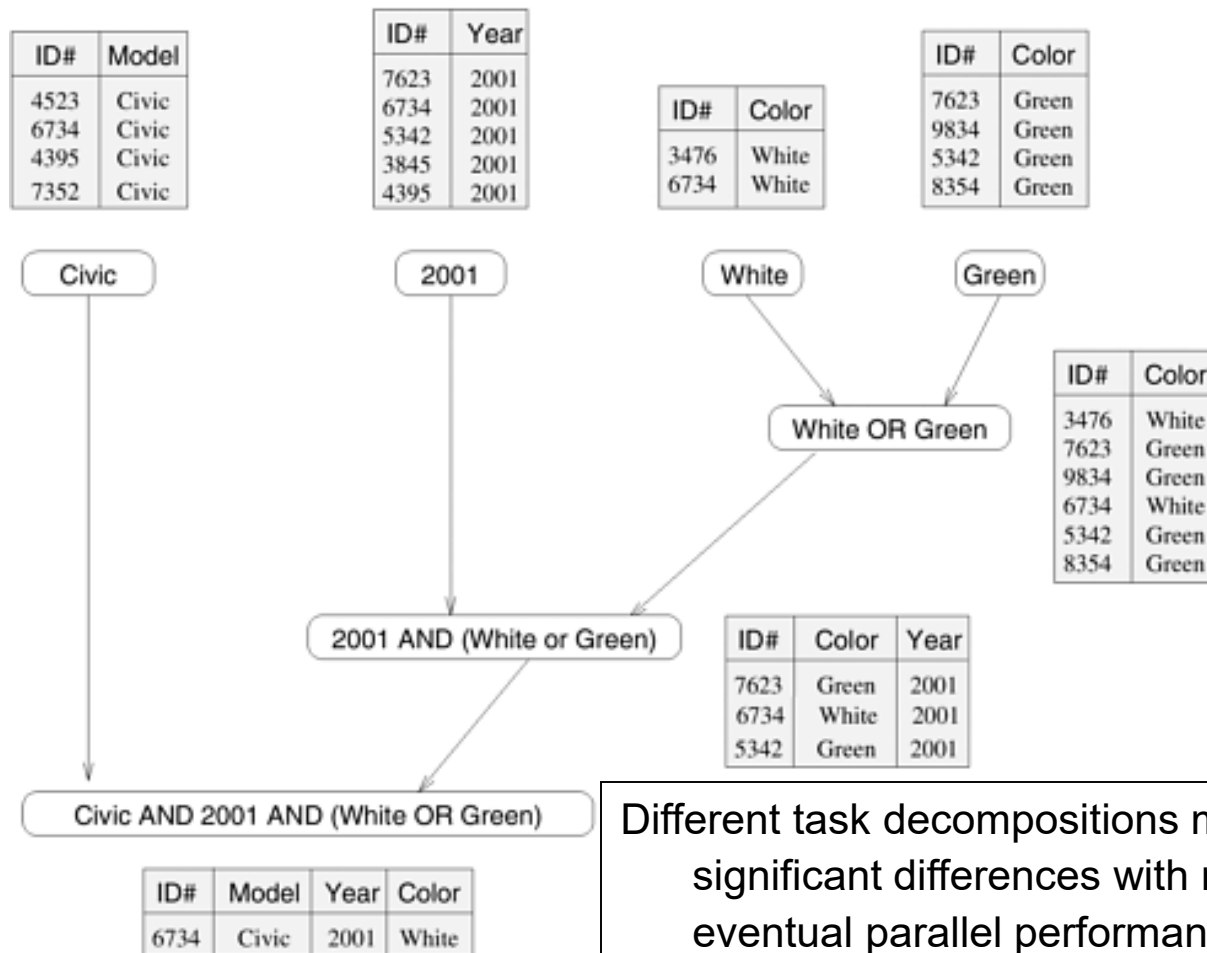 ID# Model
4523 Civic
6734 Civic
4395 Civic
7352 Civic
ID# Year
7623 2001
6734 2001
5342 2001
3845 2001
4395 2001
ID# Color
3476 White
6734 White
ID# Color
7623 Green
9834 Green
5342 Green
8354 Green
Civic
2001
White
Green
White OR Green
ID# Color
3476 White
7623 Green
9834 Green
6734 White
5342 Green
8354 Green
2001 AND (White or Green)
ID# Color Year
7623 Green 2001
6734 White 2001
5342 Green 2001
Civic AND 2001 AND (White OR Green)
ID# Model Year Color
6734 Civic 2001 White
Different task decompositions
significant differences with
eventual parallel